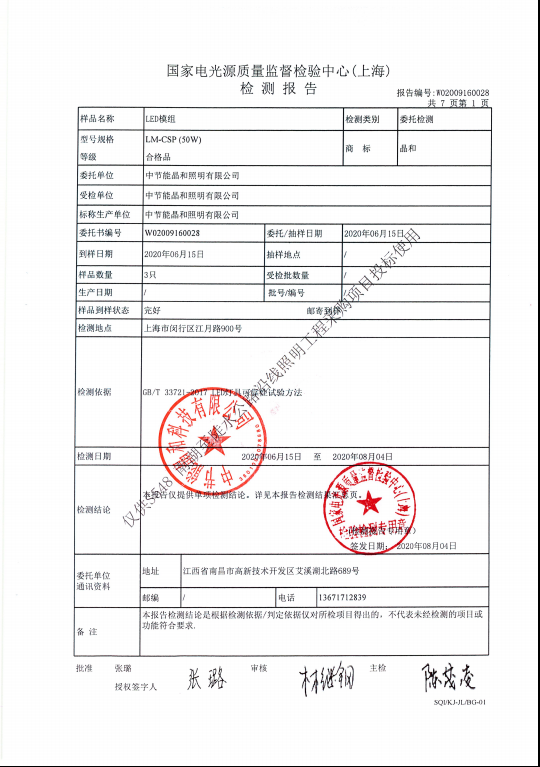 国家电光源质量监督检验中心(上海)
检 测 报 告
报告编号:W02009160028
共 7 页第 1 页
样品名称 LED模组 检测类别 委托检测
型号规格 LM-CSP (50W) 商 标 晶和
等级 合格品
委托单位 中节能晶和照明有限公司
受检单位 中节能晶和照明有限公司
标称生产单位 中节能晶和照明有限公司
委托书编号 W02009160028 委托/抽样日期 2020年06月15日
到样日期 2020年06月15日 抽样地点 /
样品数量 3只 受检批数量 /
生产日期 / 批号/编号 /
样品到样状态 完好 邮寄到样
检测地点 上海市闵行区江月路900号
检测依据 GB/T 33721-2017 LED灯具可靠性试验方法
检测日期 2020年06月15日 至 2020年08月04日
检测结论 本报告仅提供单项检测结论。详见本报告检测结果汇总页。
签发日期: 2020年08月04日
委托单位通讯资料 地址 江西省南昌市高新技术开发区艾溪湖北路689号
邮编 / 电话 13671712839
备 注 本报告检测结论是根据检测依据/判定依据仅对所检项目得出的, 不代表未经检测的项目或
功能符合要求.
批准 张璐 审核 主检
授权签字人 张璐 林继钢 陈茂凌
SQI/KJ-JL/BG-01